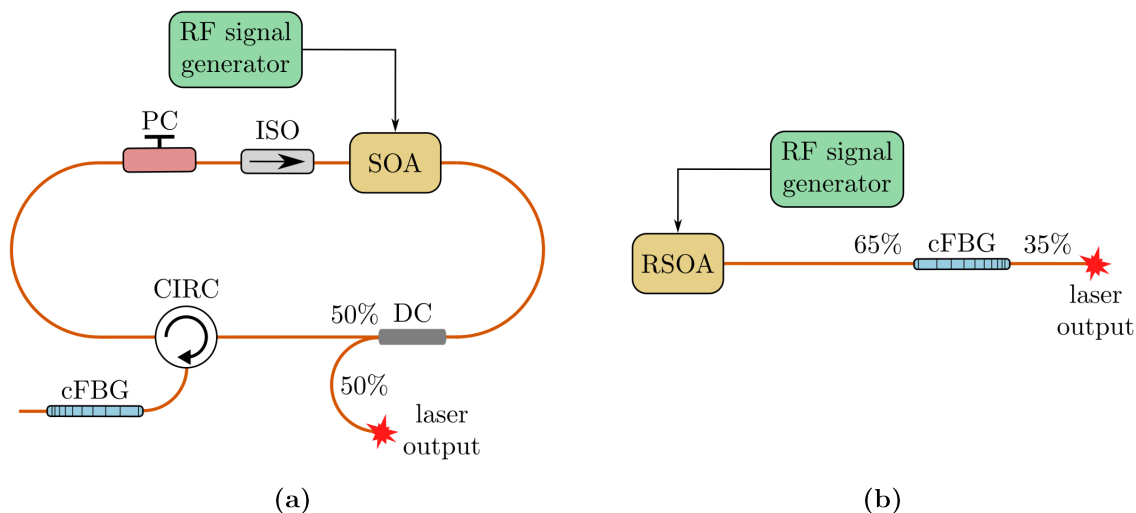 RF signal
generator
PC
ISO
SOA
CIRC
50%
DC
cFBG
50%
laser
output
(a)
RF signal
generator
RSOA
65%
cFBG
35%
laser
output
(b)